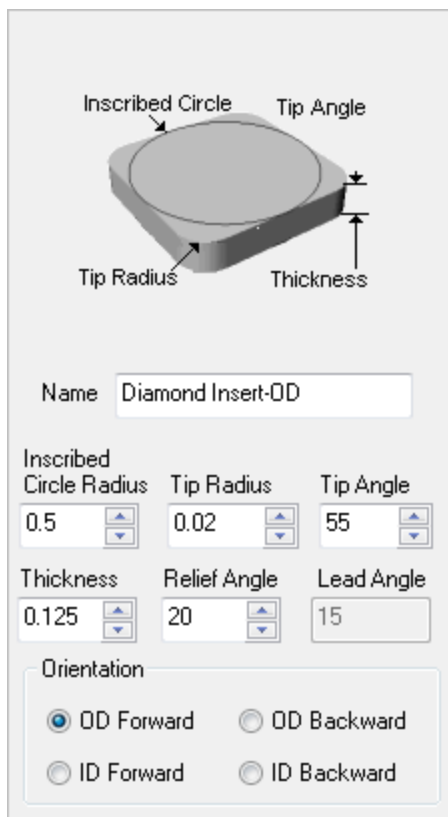 Inscribed Circle
Tip Angle
Tip Radius
Thickness
Name
Diamond Insert-OD
Inscribed
Circle Radius
Tip Radius
Tip Angle
0.5
0.02
55
Thickness
Relief Angle
Lead Angle
0.125
20
15
Orientation
OD Forward
OD Backward
ID Forward
ID Backward